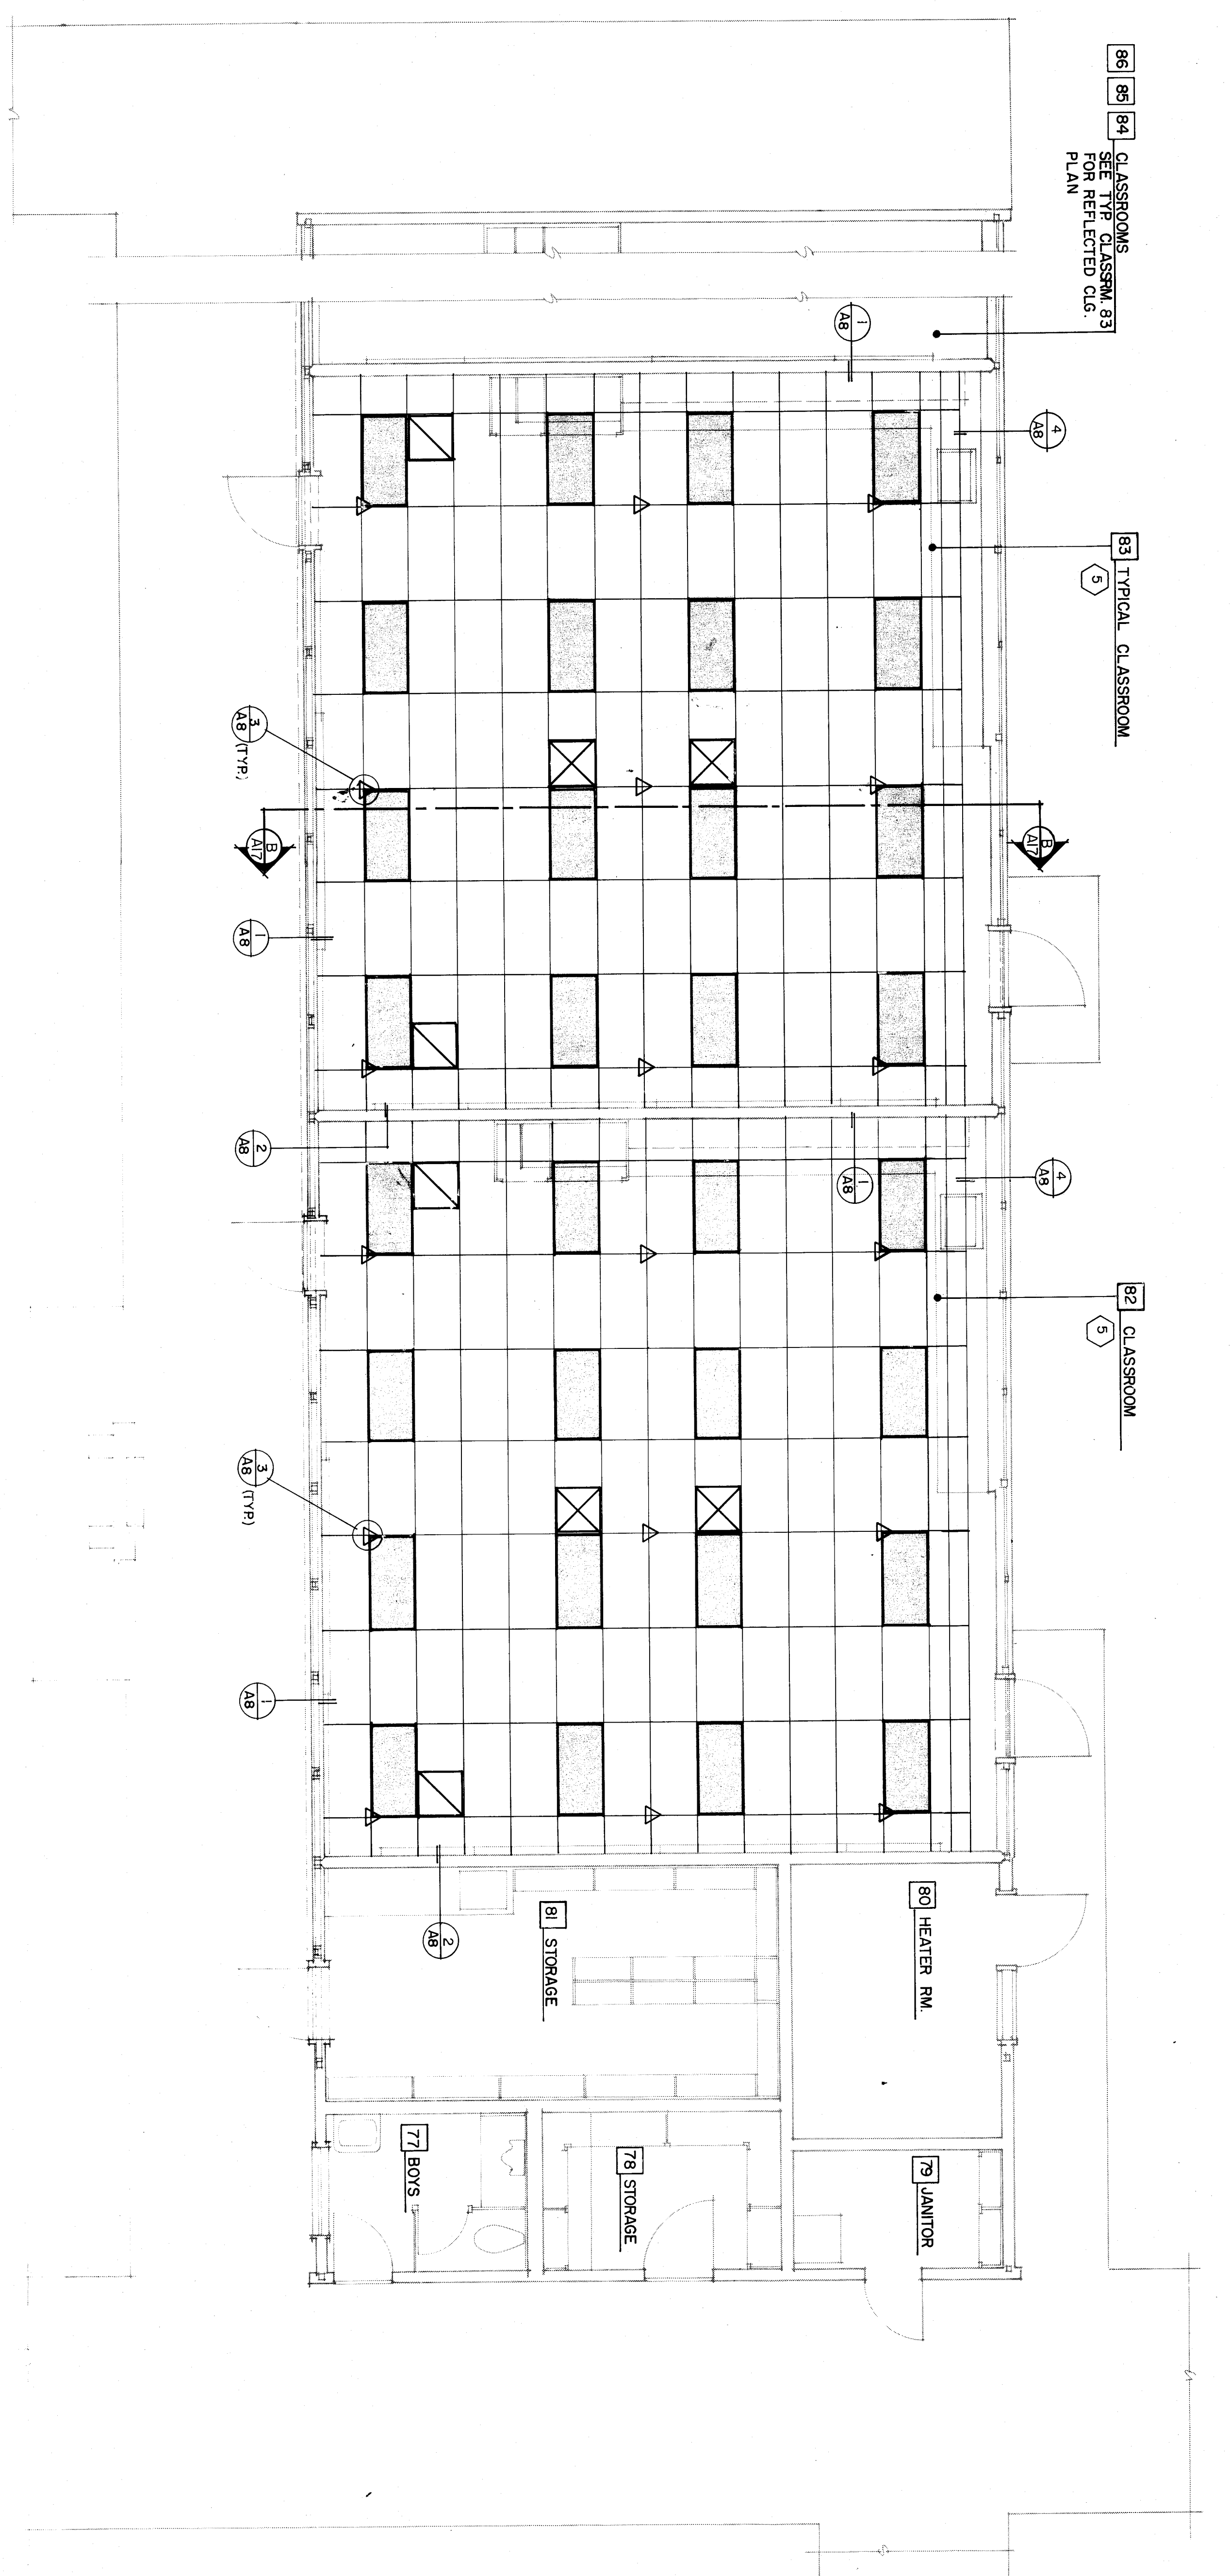 86 85 84 CLASSROOMS
SEE TYP. CLASSRM. 83
FOR REFLECTED CLG.
PLAN
1
A8
4
A8
83 TYPICAL CLASSROOM
5
3
A8
(TYP.)
B
A17
B
A17
1
A8
2
A8
1
A8
4
A8
82 CLASSROOM
5
3
A8
(TYP.)
1
A8
2
A8
81 STORAGE
80 HEATER RM.
77 BOYS
78 STORAGE
79 JANITOR